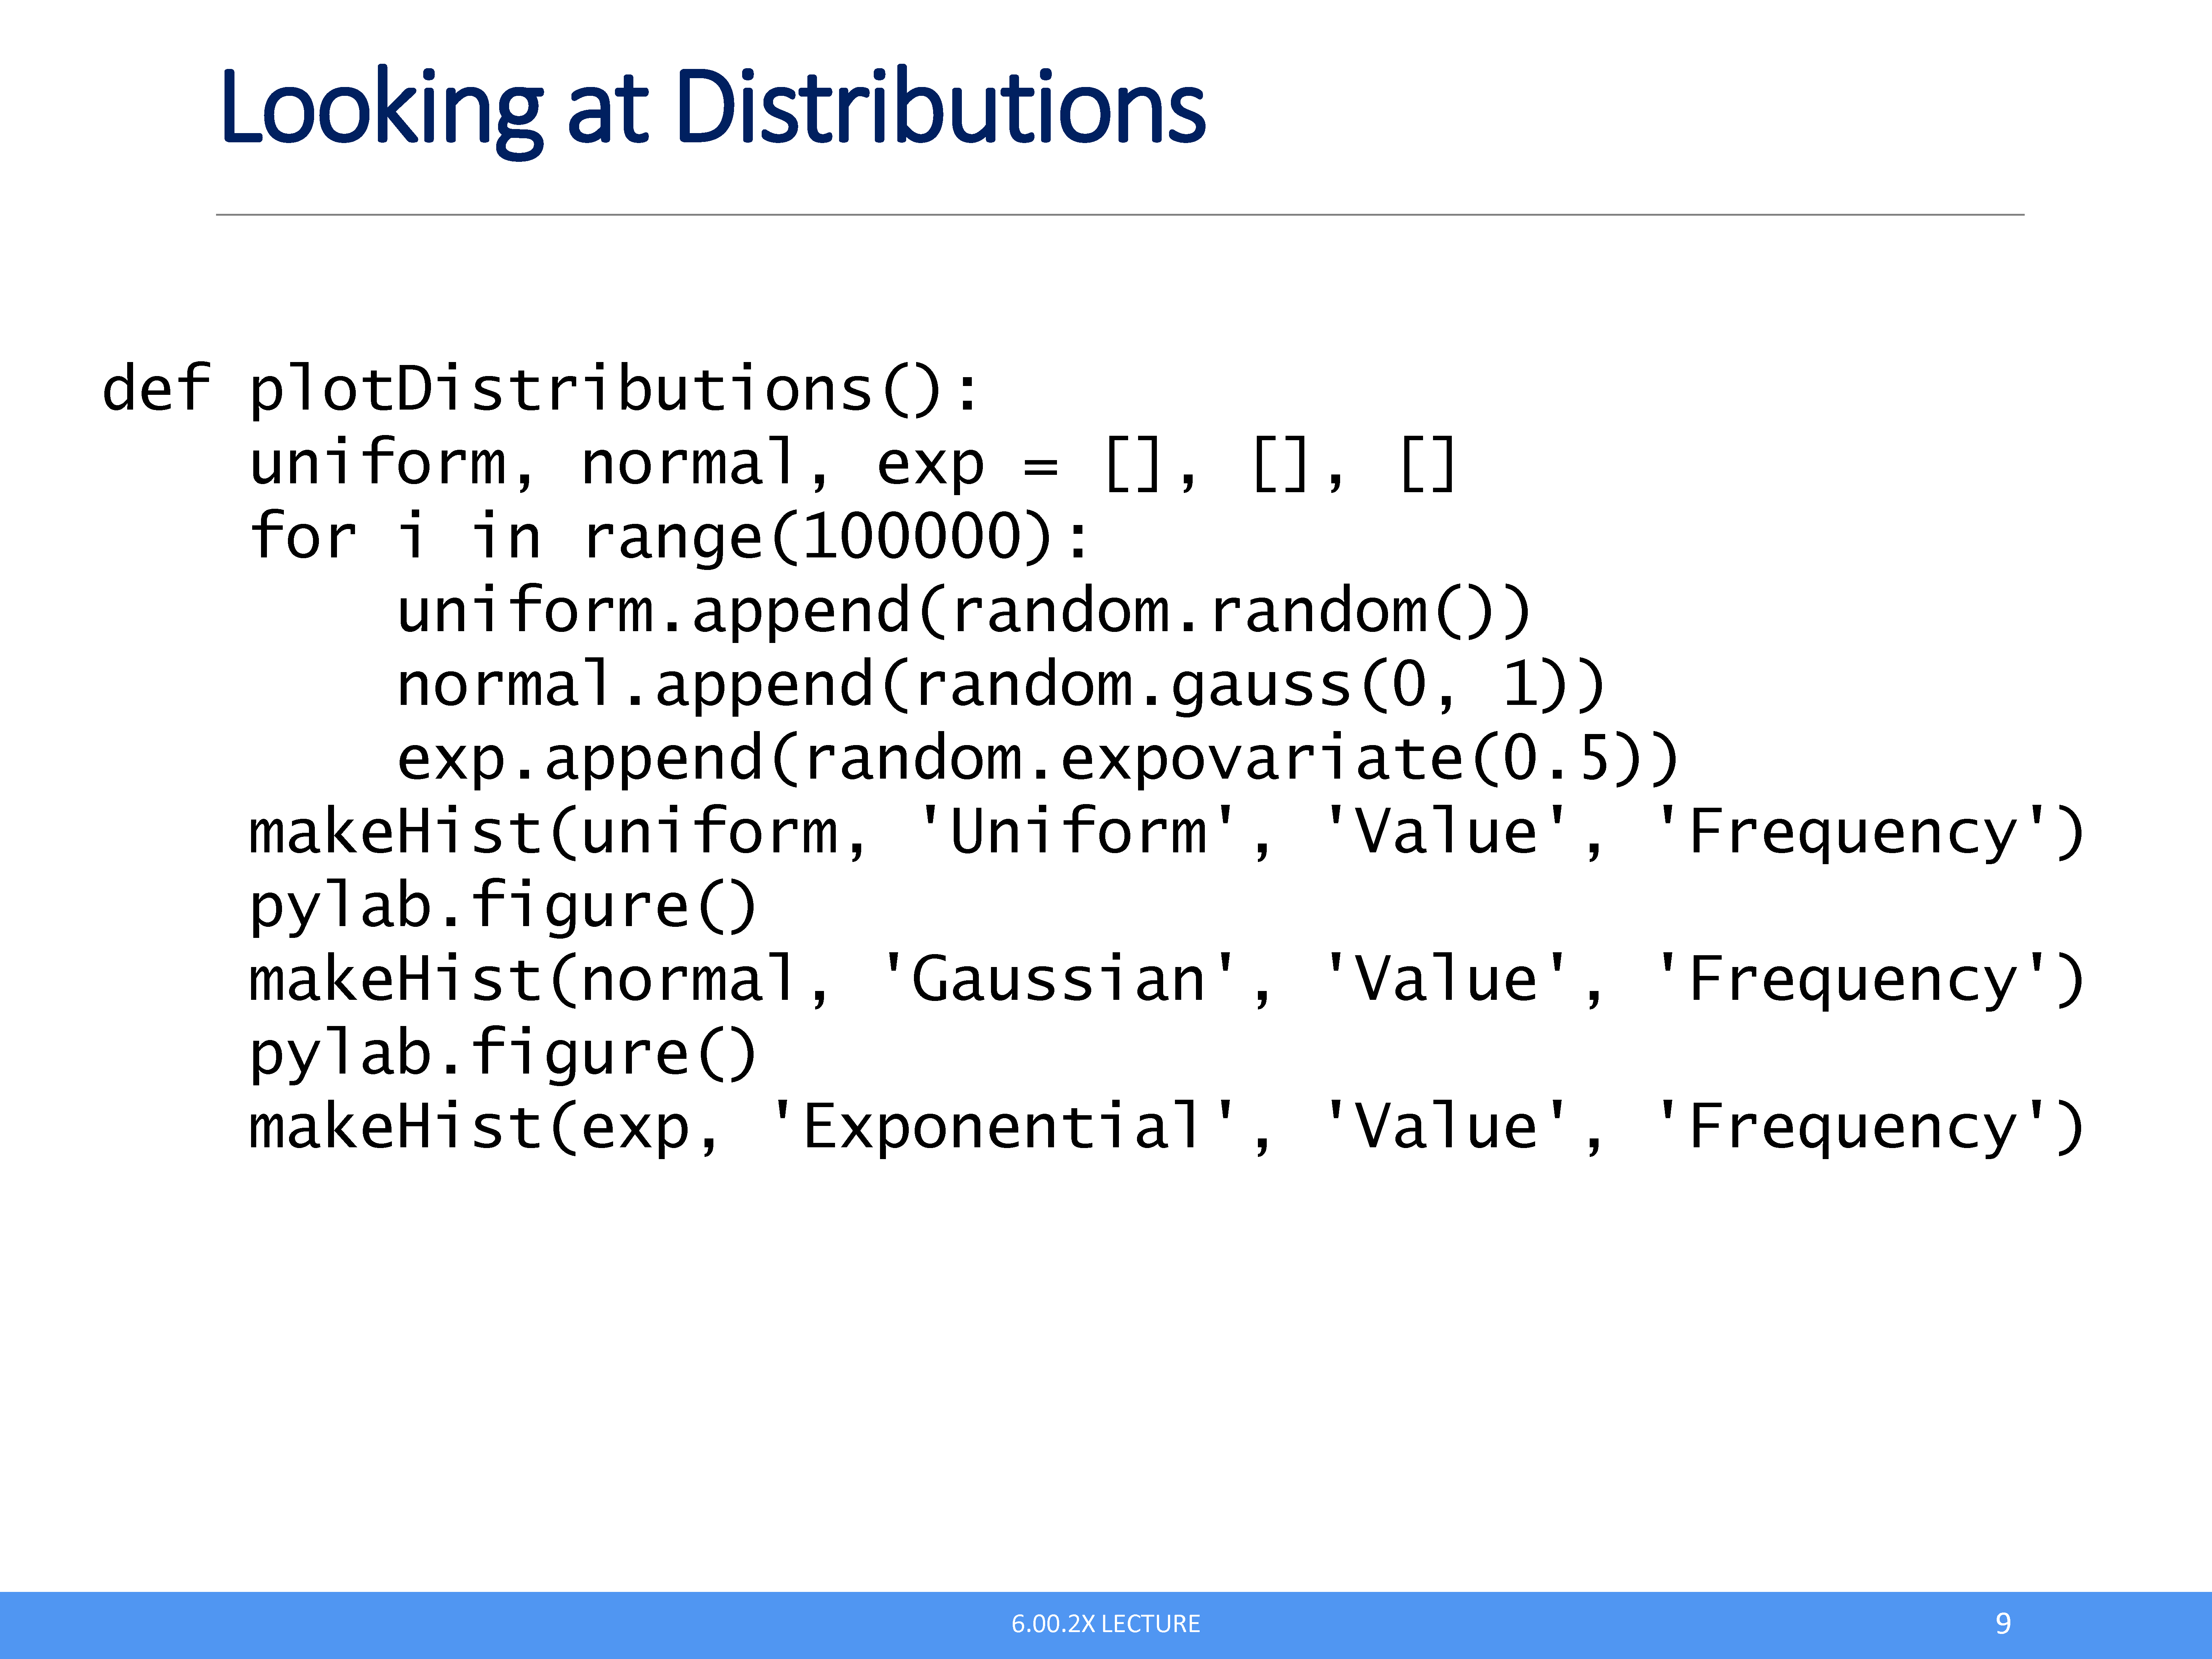 Looking at Distributions
def plotDistributions():
    uniform, normal, exp = [], [], []
    for i in range(100000):
        uniform.append(random.random())
        normal.append(random.gauss(0, 1))
        exp.append(random.expovariate(0.5))
    makeHist(uniform, 'Uniform', 'Value', 'Frequency')
    pylab.figure()
    makeHist(normal, 'Gaussian', 'Value', 'Frequency')
    pylab.figure()
    makeHist(exp, 'Exponential', 'Value', 'Frequency')
6.00.2X LECTURE
9